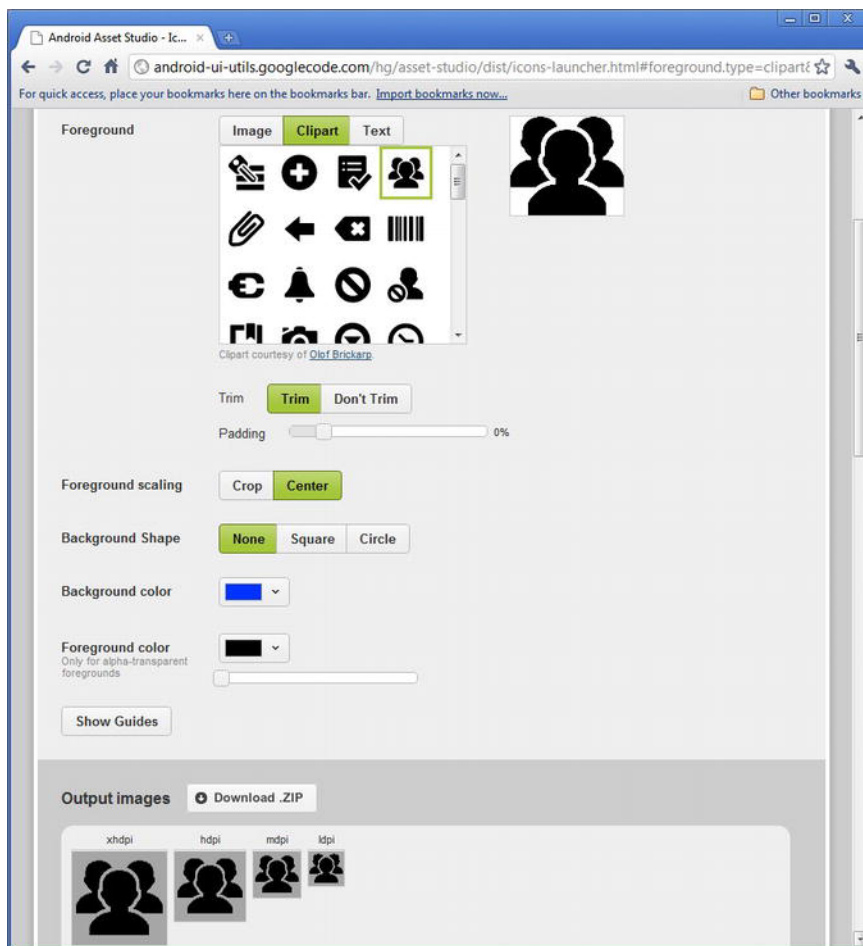 Android Asset Studio - Ic...
android-ui-utils.googlecode.com/hg/asset-studio/dist/icons-launcher.html#foreground.type=clipart&
For quick access, place your bookmarks here on the bookmarks bar. Import bookmarks now...
Other bookmarks
Foreground
Image Clipart Text
Clipart courtesy of Olof Brickarp.
Trim Trim Don't Trim
Padding 0%
Foreground scaling Crop Center
Background Shape None Square Circle
Background color
Foreground color
Only for alpha-transparent
foregrounds
Show Guides
Output images Download .ZIP
xhdpi hdpi mdpi ldpi